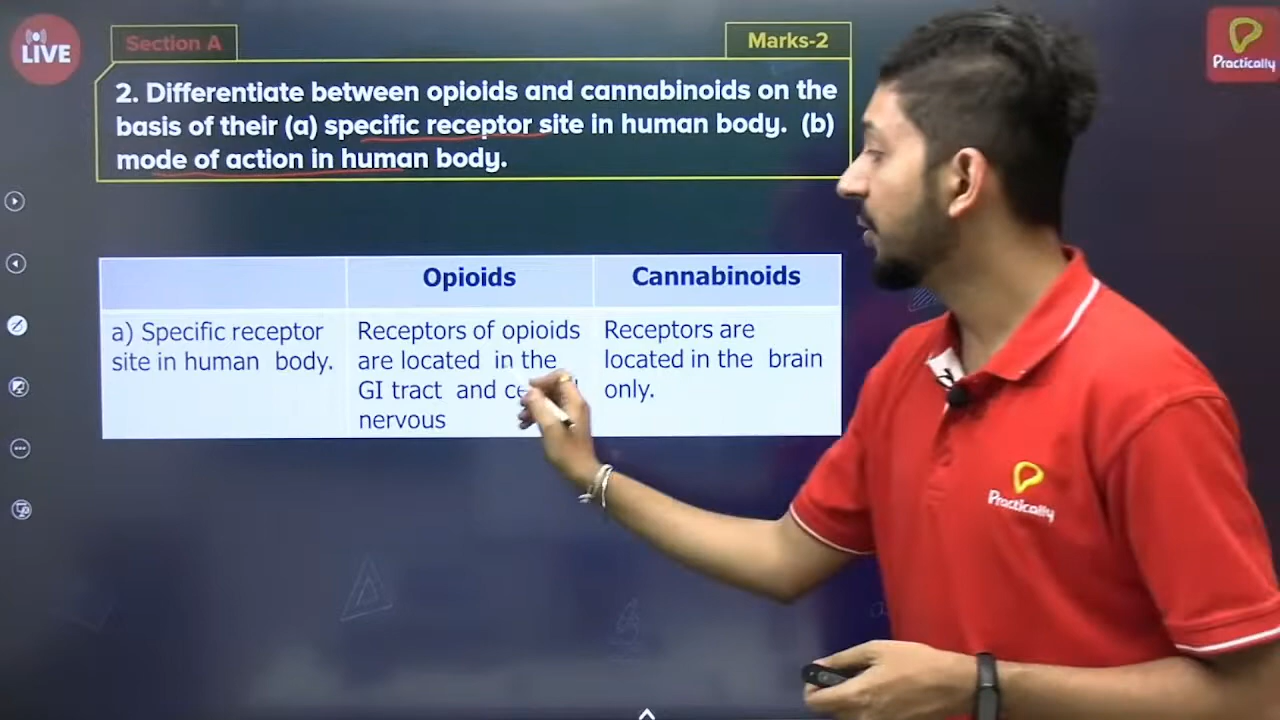 LIVE
Section A
Marks-2
Practically
2. Differentiate between opioids and cannabinoids on the
basis of their (a) specific receptor site in human body. (b)
mode of action in human body.
Opioids
Cannabinoids
a) Specific receptor
site in human body.
Receptors of opioids
are located in the
GI tract and
nervous
Receptors are
located in the brain
only.
Practically